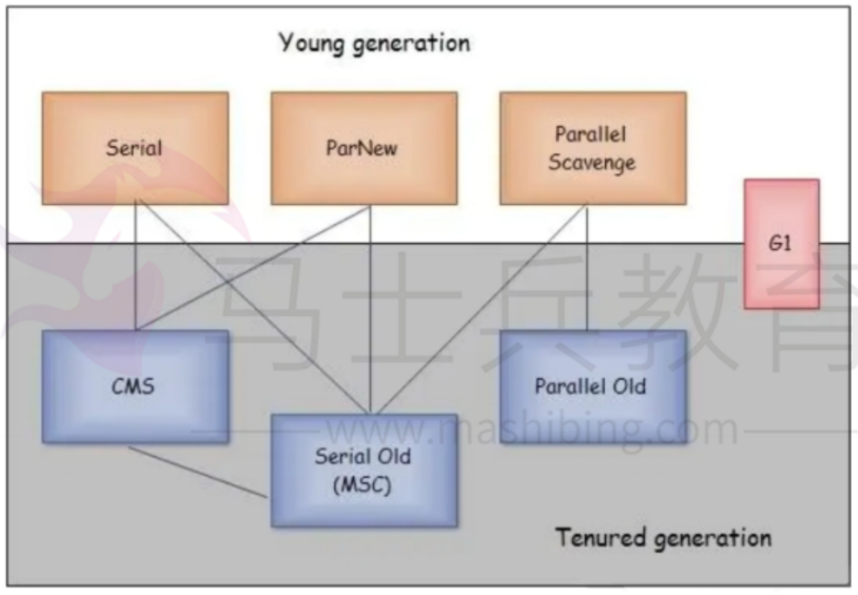 Young generation
Serial
ParNew
Parallel
Scavenge
G1
马士兵教育
CMS
Parallel Old
www.mashibing.com
Serial Old
(MSC)
Tenured generation